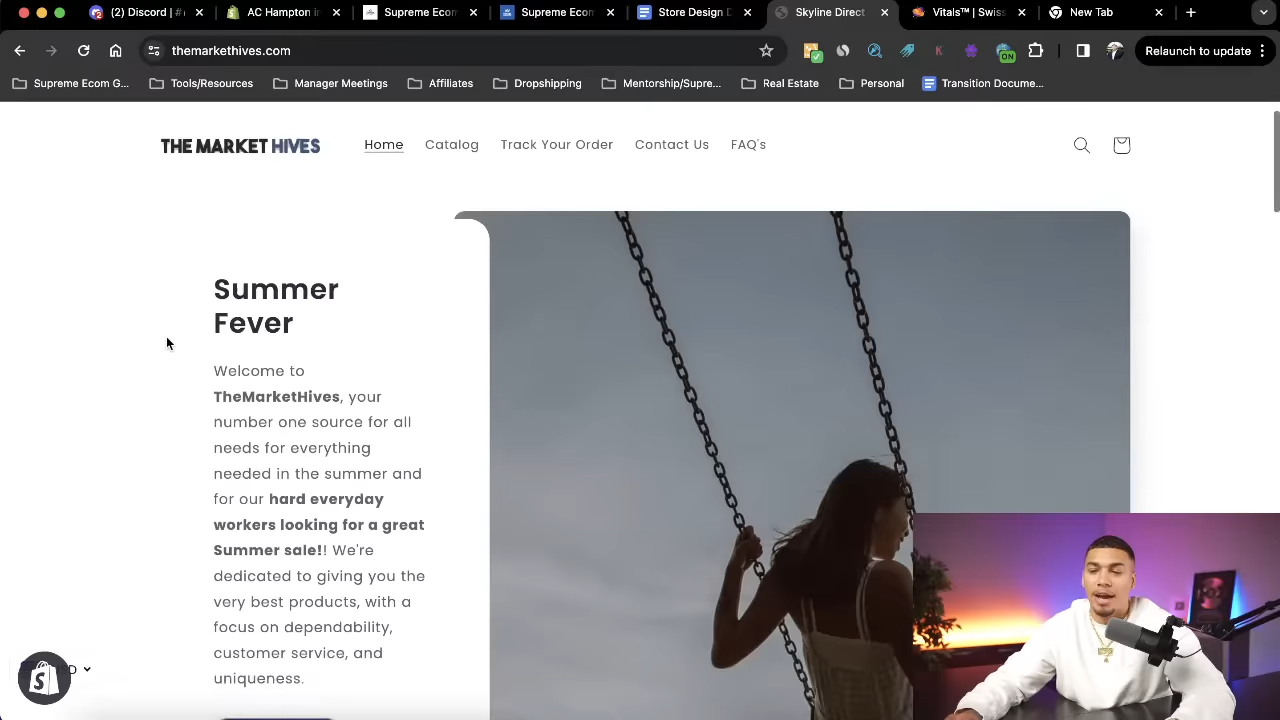 (2) Discord | #
AC Hampton i
Supreme Ecom
Supreme Ecom
Store Design D
Skyline Direct
Vitals™ | Swiss
New Tab
themarkethives.com
ON
Relaunch to update
Supreme Ecom G...
Tools/Resources
Manager Meetings
Affiliates
Dropshipping
Mentorship/Supre...
Real Estate
Personal
Transition Docume...
THE MARKET HIVES
Home
Catalog
Track Your Order
Contact Us
FAQ's
Summer
Fever
Welcome to
TheMarketHives, your
number one source for all
needs for everything
needed in the summer and
for our hard everyday
workers looking for a great
Summer sale!! We're
dedicated to giving you the
very best products, with a
focus on dependability,
customer service, and
uniqueness.